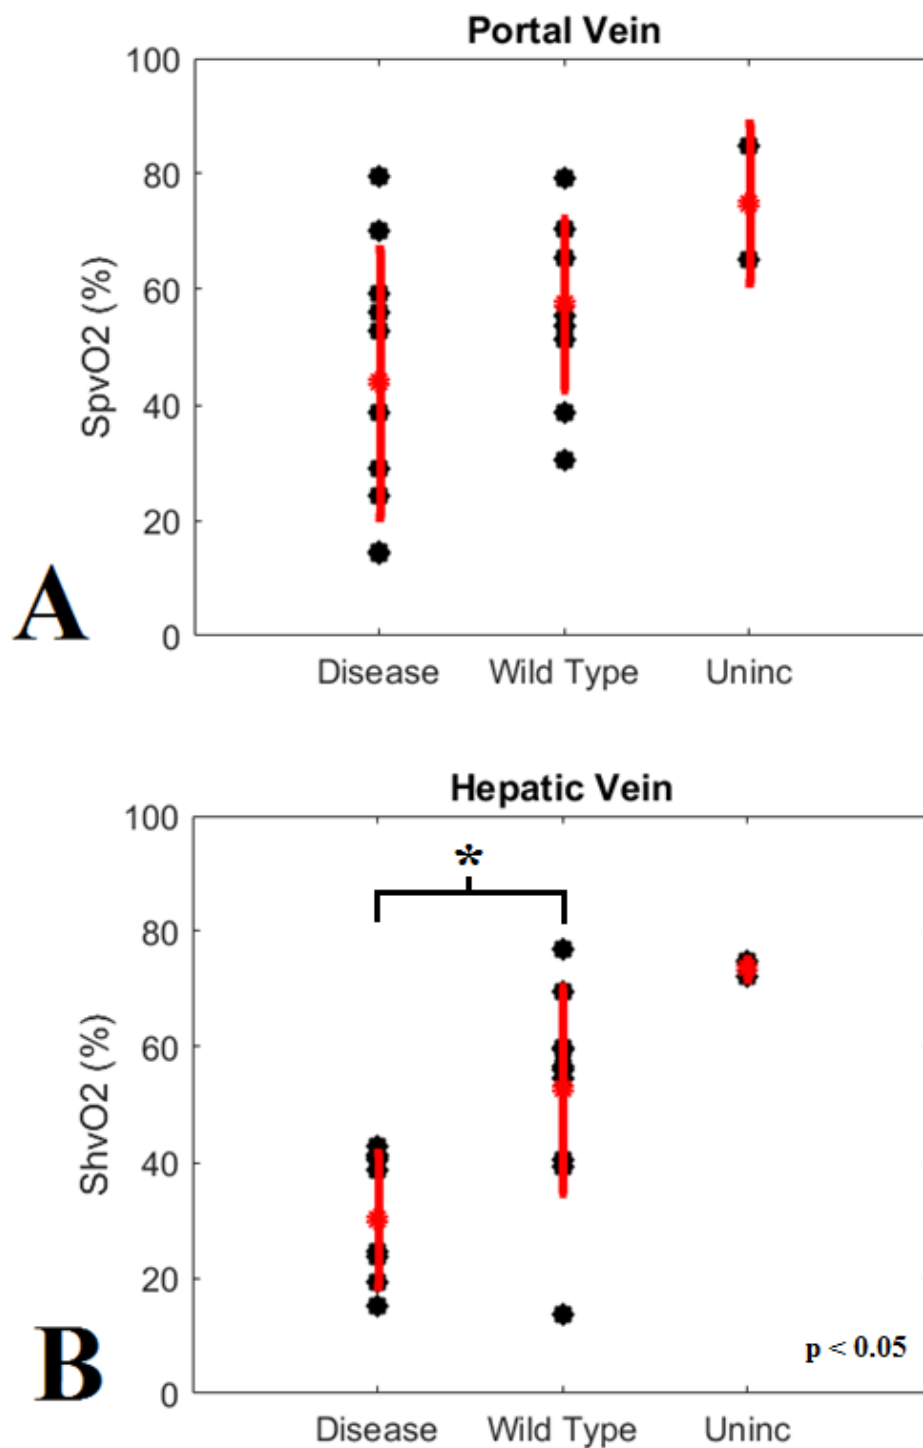 Portal Vein
100
80
60
40
20
0
SpvO2 (%)
A
Disease Wild Type Uninc
Hepatic Vein
100
*
80
60
40
20
0
ShvO2 (%)
p < 0.05
B
Disease Wild Type Uninc